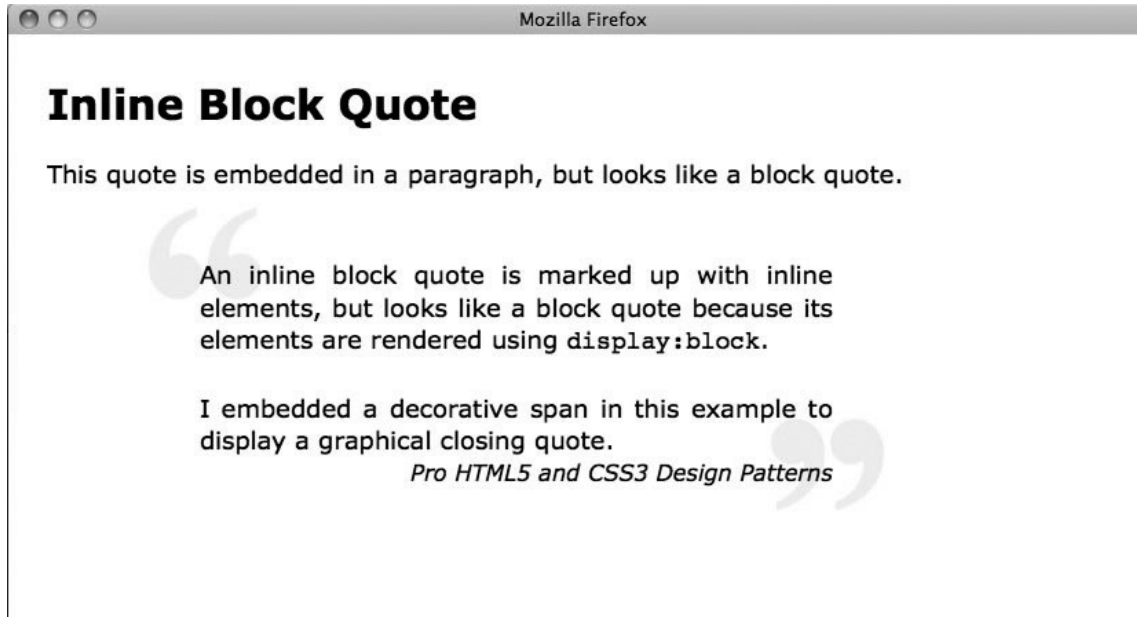 Mozilla Firefox
Inline Block Quote
This quote is embedded in a paragraph, but looks like a block quote.
“
An inline block quote is marked up with inline
elements, but looks like a block quote because its
elements are rendered using display:block.
I embedded a decorative span in this example to
display a graphical closing quote.
Pro HTML5 and CSS3 Design Patterns
”